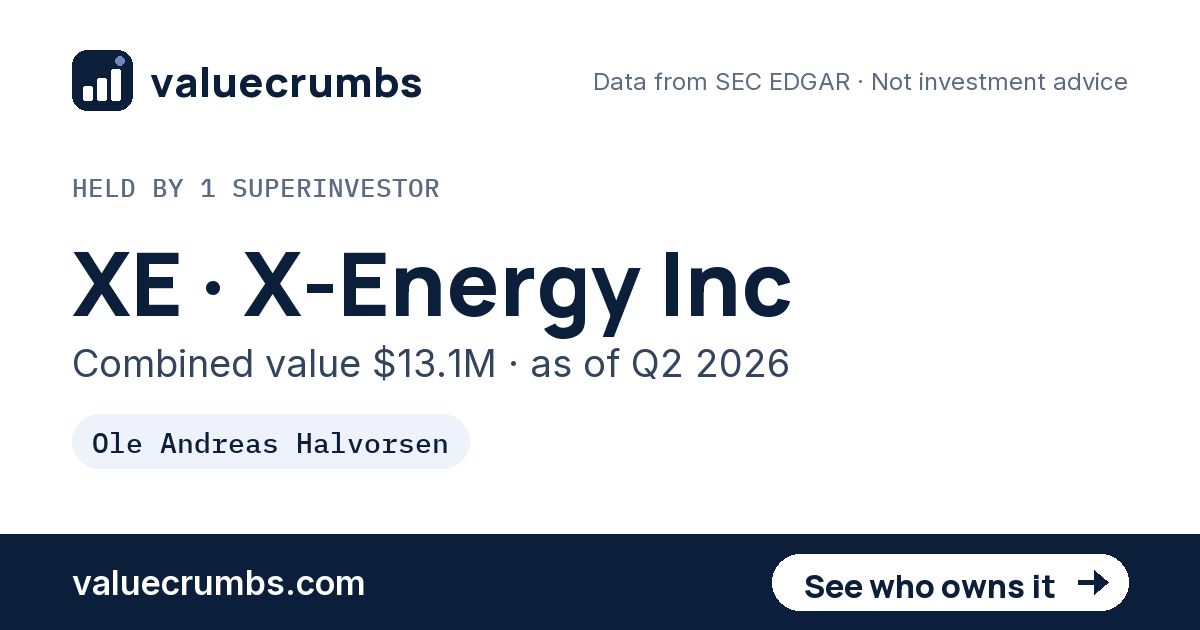 valuecrumbs
Data from SEC EDGAR · Not investment advice
HELD BY 1 SUPERINVESTOR
XE · X-Energy Inc
Combined value $13.1M · as of Q2 2026
Ole Andreas Halvorsen
valuecrumbs.com
See who owns it →